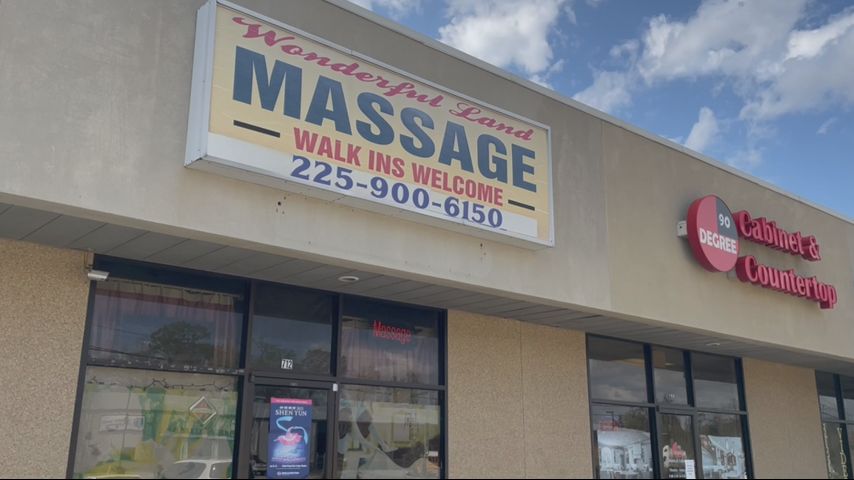 Wonderful Land
MASSAGE
WALK INS WELCOME
225-900-6150
90
DEGREE
Cabinet &
Countertop
Massage
712
SHEN YUN